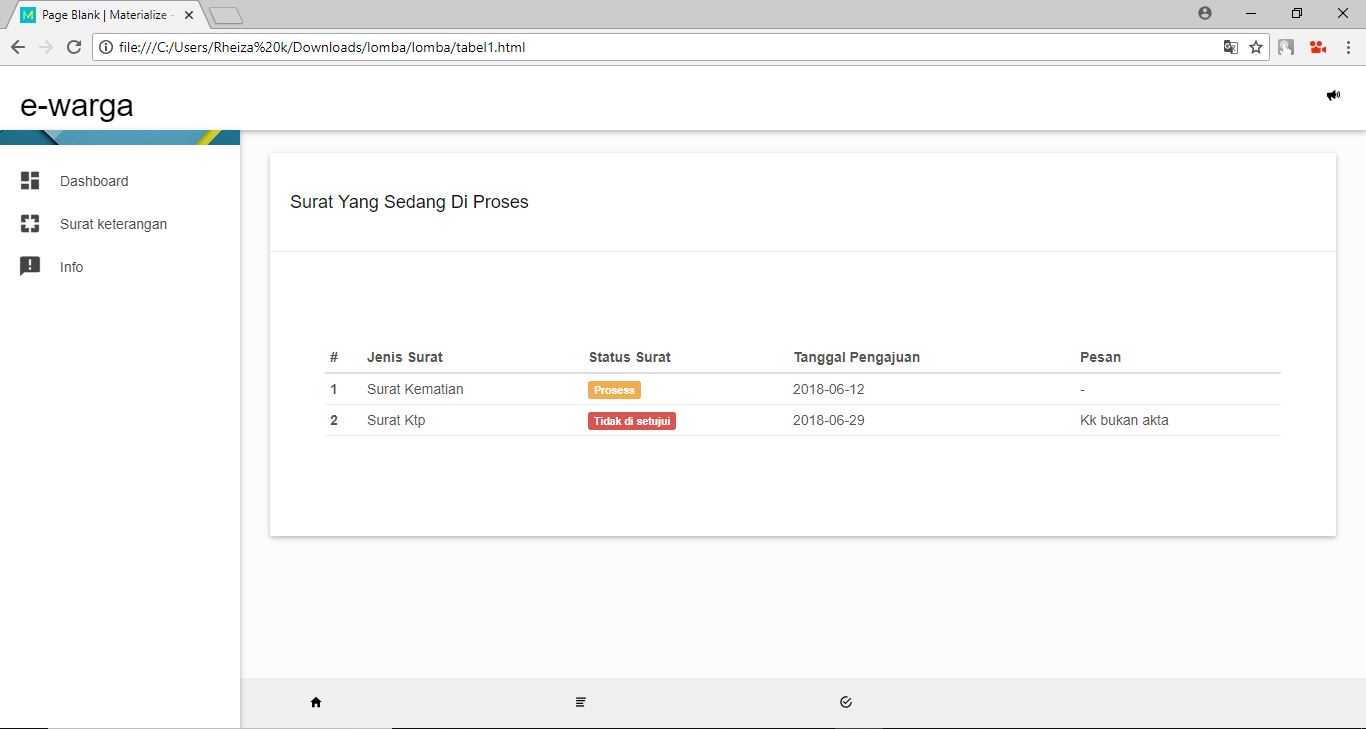 Page Blank | Materialize -
file:///C:/Users/Rheiza%20k/Downloads/lomba/lomba/tabel1.html
e-warga
Dashboard
Surat keterangan
Info
Surat Yang Sedang Di Proses
# Jenis Surat Status Surat Tanggal Pengajuan Pesan
1 Surat Kematian Prosess 2018-06-12 -
2 Surat Ktp Tidak di setujui 2018-06-29 Kk bukan akta